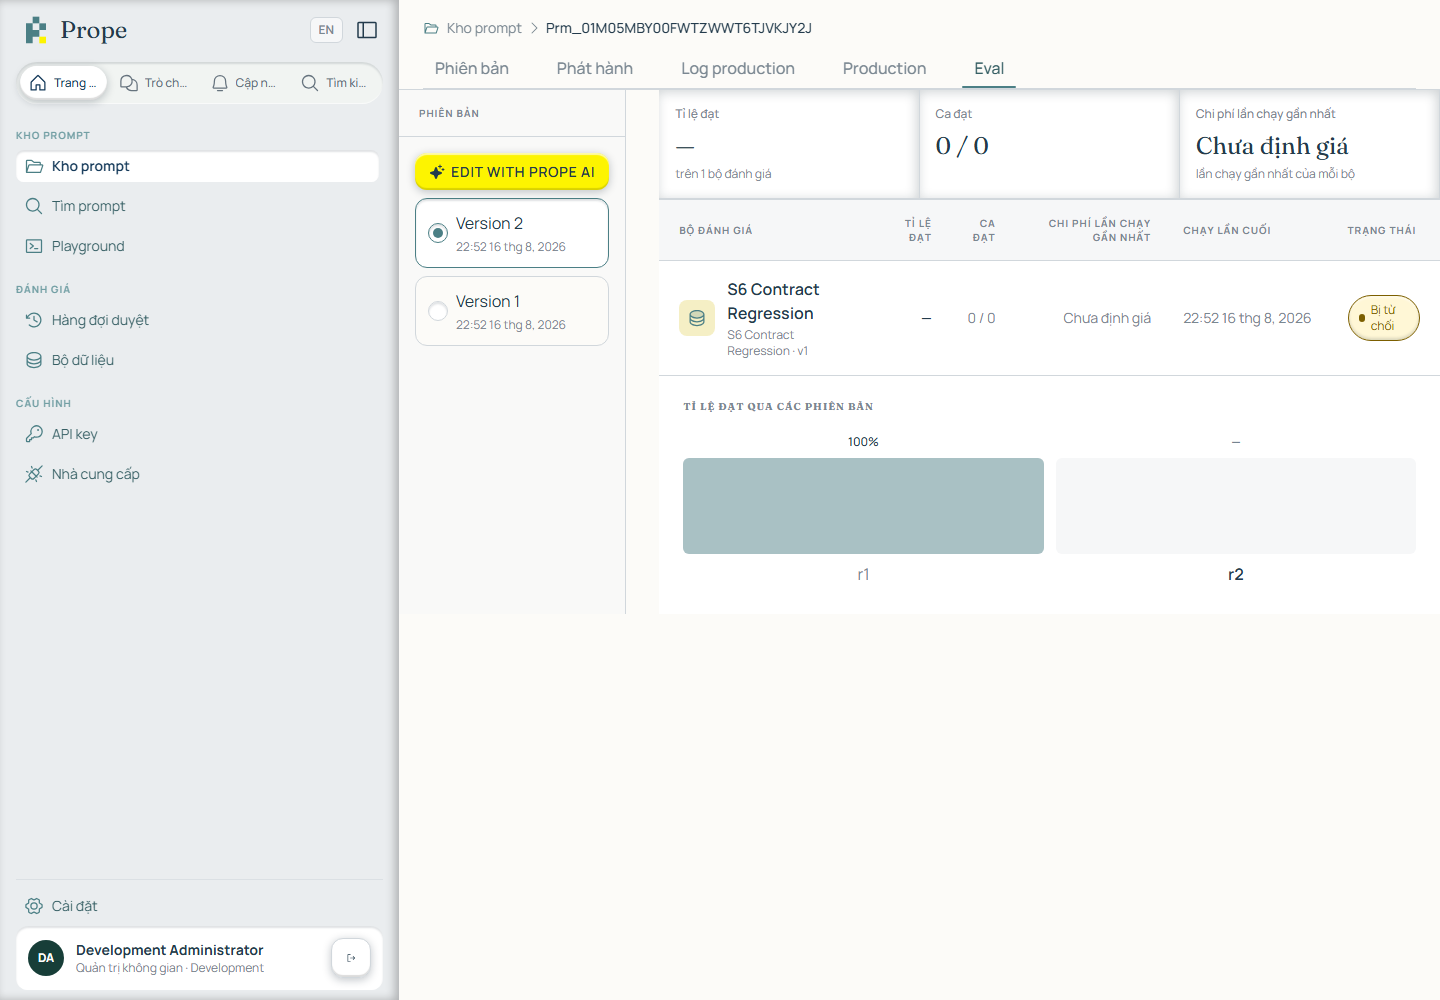 Prope
EN
Trang ...
Trò ch...
Cập n...
Tìm ki...
KHO PROMPT
Kho prompt
Tìm prompt
Playground
ĐÁNH GIÁ
Hàng đợi duyệt
Bộ dữ liệu
CẤU HÌNH
API key
Nhà cung cấp
Cài đặt
DA
Development Administrator
Quản trị không gian · Development
Kho prompt
Prm_01M05MBY00FWTZWWT6TJVKJY2J
Phiên bản
Phát hành
Log production
Production
Eval
PHIÊN BẢN
EDIT WITH PROPE AI
Version 2
22:52 16 thg 8, 2026
Version 1
22:52 16 thg 8, 2026
Tỉ lệ đạt
—
trên 1 bộ đánh giá
Ca đạt
0 / 0
Chi phí lần chạy gần nhất
Chưa định giá
lần chạy gần nhất của mỗi bộ
BỘ ĐÁNH GIÁ
TỈ LỆ
ĐẠT
CA
ĐẠT
CHI PHÍ LẦN CHẠY
GẦN NHẤT
CHẠY LẦN CUỐI
TRẠNG THÁI
S6 Contract
Regression
S6 Contract
Regression · v1
—
0 / 0
Chưa định giá
22:52 16 thg 8, 2026
Bị từ
chối
TỈ LỆ ĐẠT QUA CÁC PHIÊN BẢN
100%
—
r1
r2